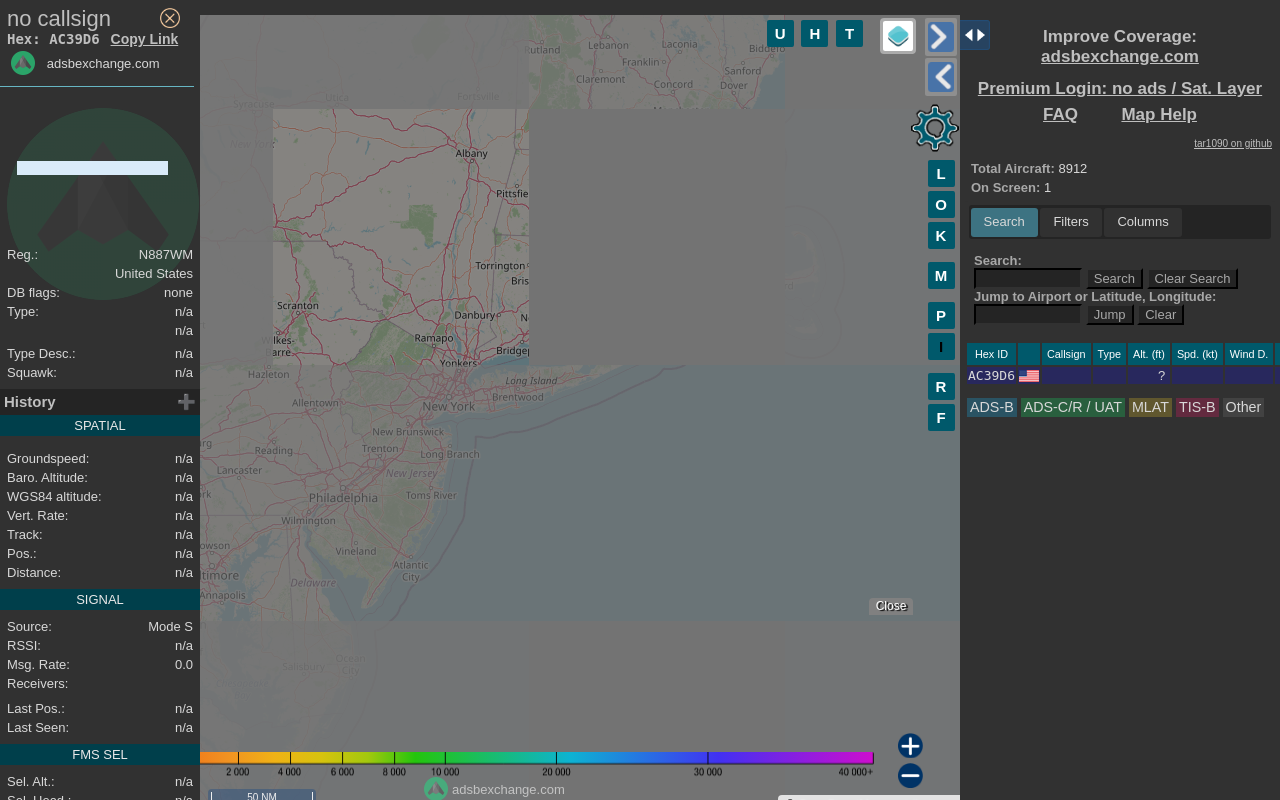 no callsign
Hex: AC39D6 Copy Link
adsbexchange.com
Reg.: N887WM
United States
DB flags: none
Type: n/a
n/a
Type Desc.: n/a
Squawk: n/a
History
SPATIAL
Groundspeed: n/a
Baro. Altitude: n/a
WGS84 altitude: n/a
Vert. Rate: n/a
Track: n/a
Pos.: n/a
Distance: n/a
SIGNAL
Source: Mode S
RSSI: n/a
Msg. Rate: 0.0
Receivers:
Last Pos.: n/a
Last Seen: n/a
FMS SEL
Sel. Alt.: n/a
U H T
Lebanon
Laconia
Franklin
Sanford
Claremont
Concord
Dover
Albany
Torrington
Scranton
Danbury
Ramapo
Yonkers
Hazleton
Long Island
Brentwood
Allentown
New York
New Brunswick
Reading
Trenton
Long Branch
Lancaster
New Jersey
Philadelphia
Toms River
Wilmington
Vineland
Atlantic
City
Delaware
Annapolis
Salisbury
Ocean
City
L
O
K
M
P
I
R
F
Close
2 000 4 000 6 000 8 000 10 000 20 000 30 000 40 000+
adsbexchange.com
50 NM
Improve Coverage:
adsbexchange.com
Premium Login: no ads / Sat. Layer
FAQ Map Help
tar1090 on github
Total Aircraft: 8912
On Screen: 1
Search Filters Columns
Search:
Search Clear Search
Jump to Airport or Latitude, Longitude:
Jump Clear
Hex ID Callsign Type Alt. (ft) Spd. (kt) Wind D.
AC39D6 ?
ADS-B ADS-C/R / UAT MLAT TIS-B Other